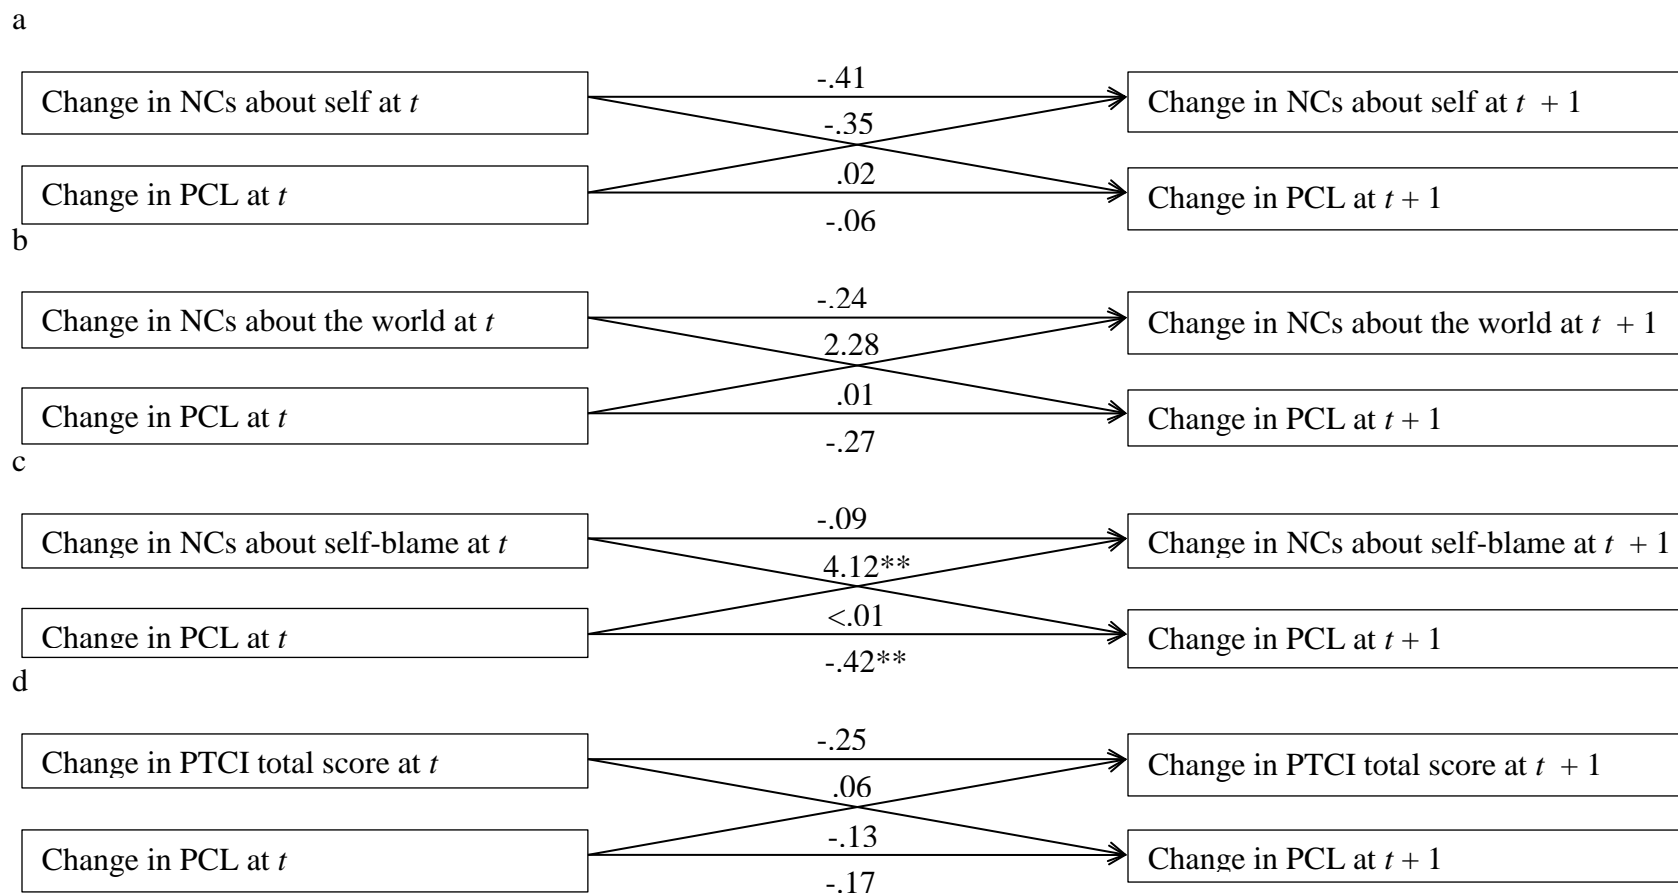 a
-.41
Change in NCs about self at t
Change in NCs about self at t + 1
-.35
.02
Change in PCL at t
Change in PCL at t + 1
-.06
b
-.24
Change in NCs about the world at t
Change in NCs about the world at t + 1
2.28
.01
Change in PCL at t
Change in PCL at t + 1
-.27
c
-.09
Change in NCs about self-blame at t
Change in NCs about self-blame at t + 1
4.12**
<.01
Change in PCL at t
Change in PCL at t + 1
-.42**
d
-.25
Change in PTCI total score at t
Change in PTCI total score at t + 1
.06
-.13
Change in PCL at t
Change in PCL at t + 1
-.17